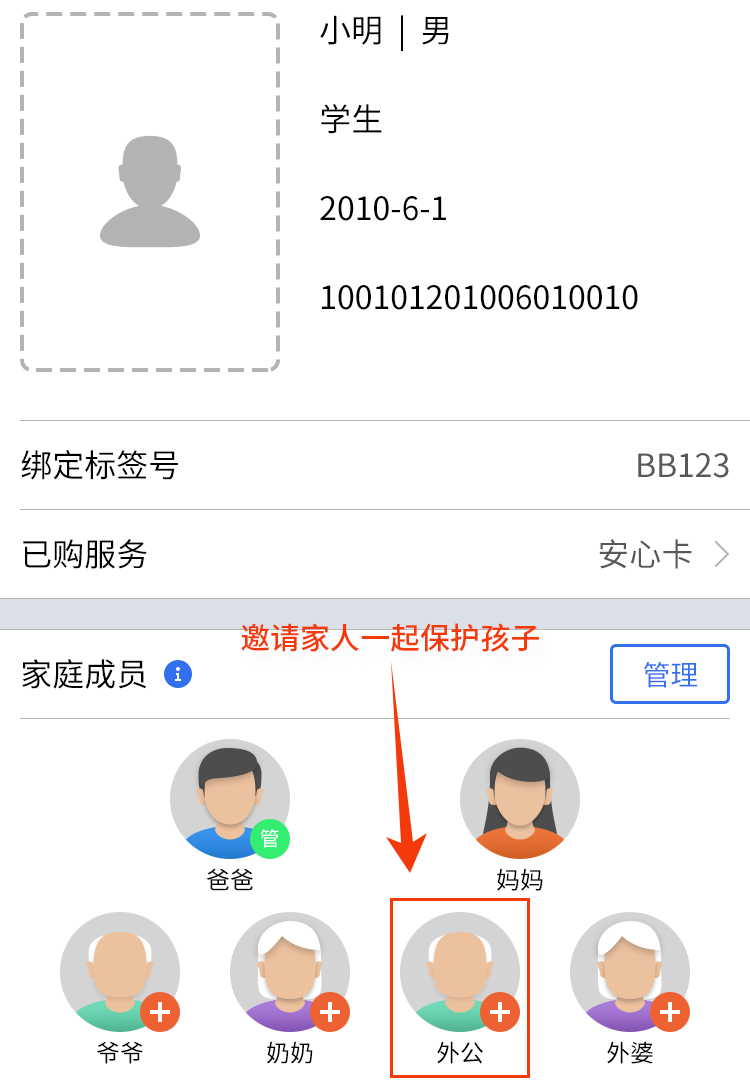 小明 | 男
学生
2010-6-1
100101201006010010
绑定标签号 BB123
已购服务 安心卡
邀请家人一起保护孩子
家庭成员 管理
管
爸爸 妈妈
爷爷 奶奶 外公 外婆